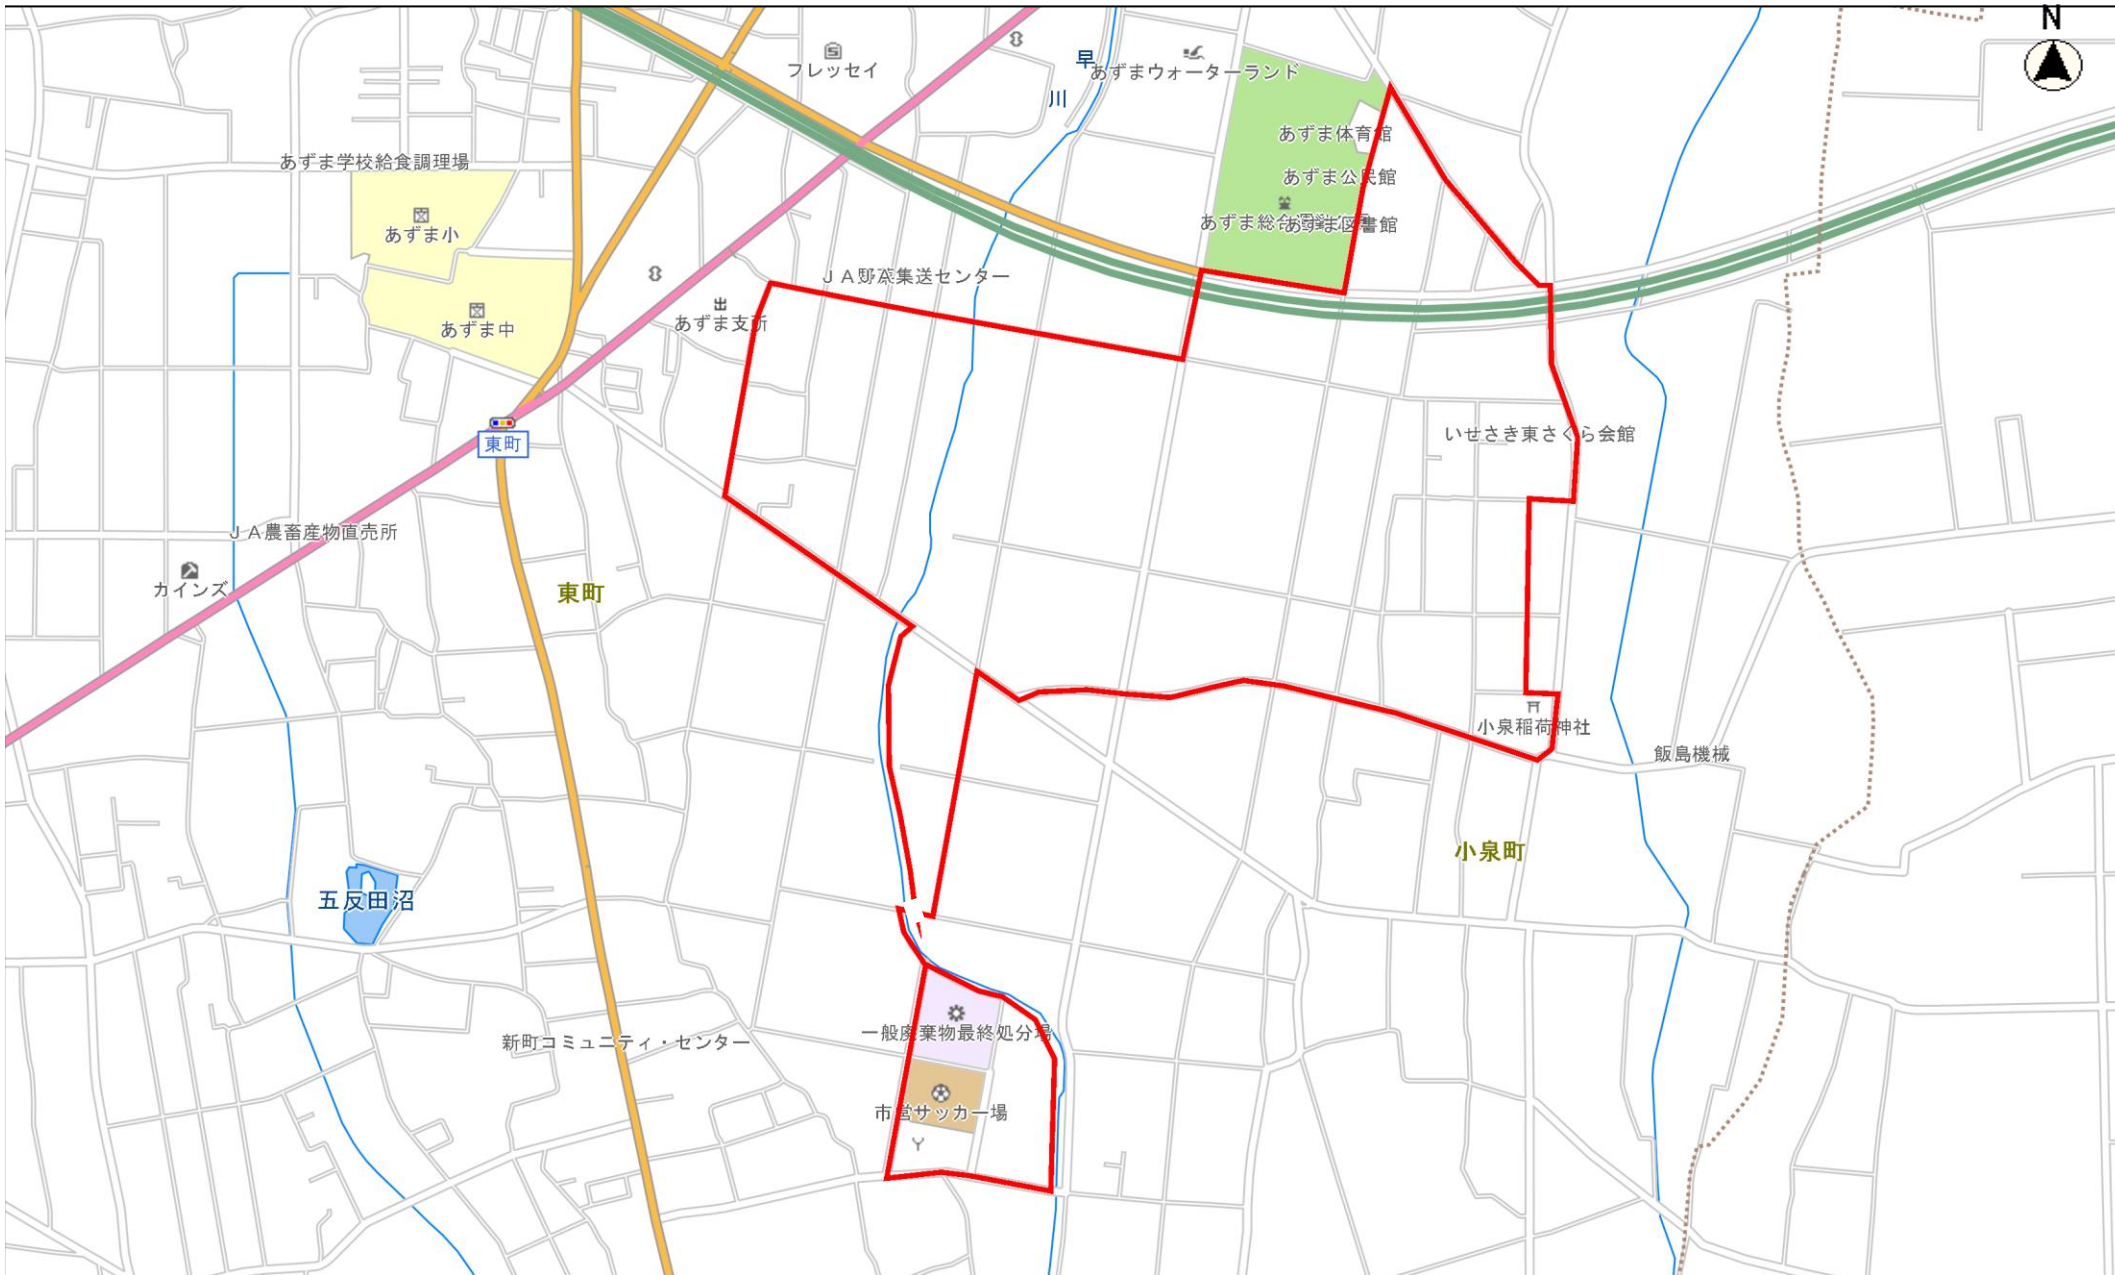 N
フレッセイ
早
川
あずまウォーターランド
あずま体育館
あずま学校給食調理場
あずま公民館
あずま小
あずま図書館
JA野菜集送センター
あずま支所
あずま中
東町
いせさき東さくら会館
JA農畜産物直売所
カインズ
東町
小泉稲荷神社
飯島機械
小泉町
五反田沼
一般廃棄物最終処分場
新町コミュニティ・センター
市営サッカー場